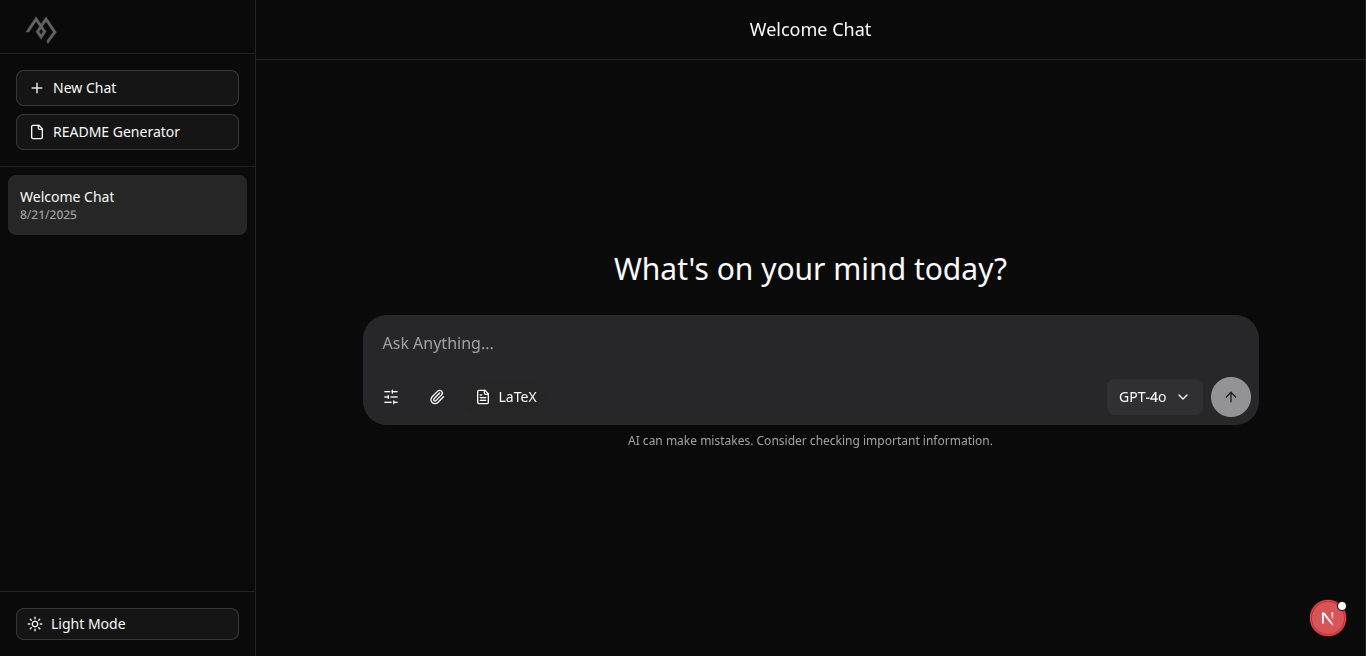 Welcome Chat
New Chat
README Generator
Welcome Chat
8/21/2025
What's on your mind today?
Ask Anything...
LaTeX
GPT-4o
AI can make mistakes. Consider checking important information.
Light Mode
N